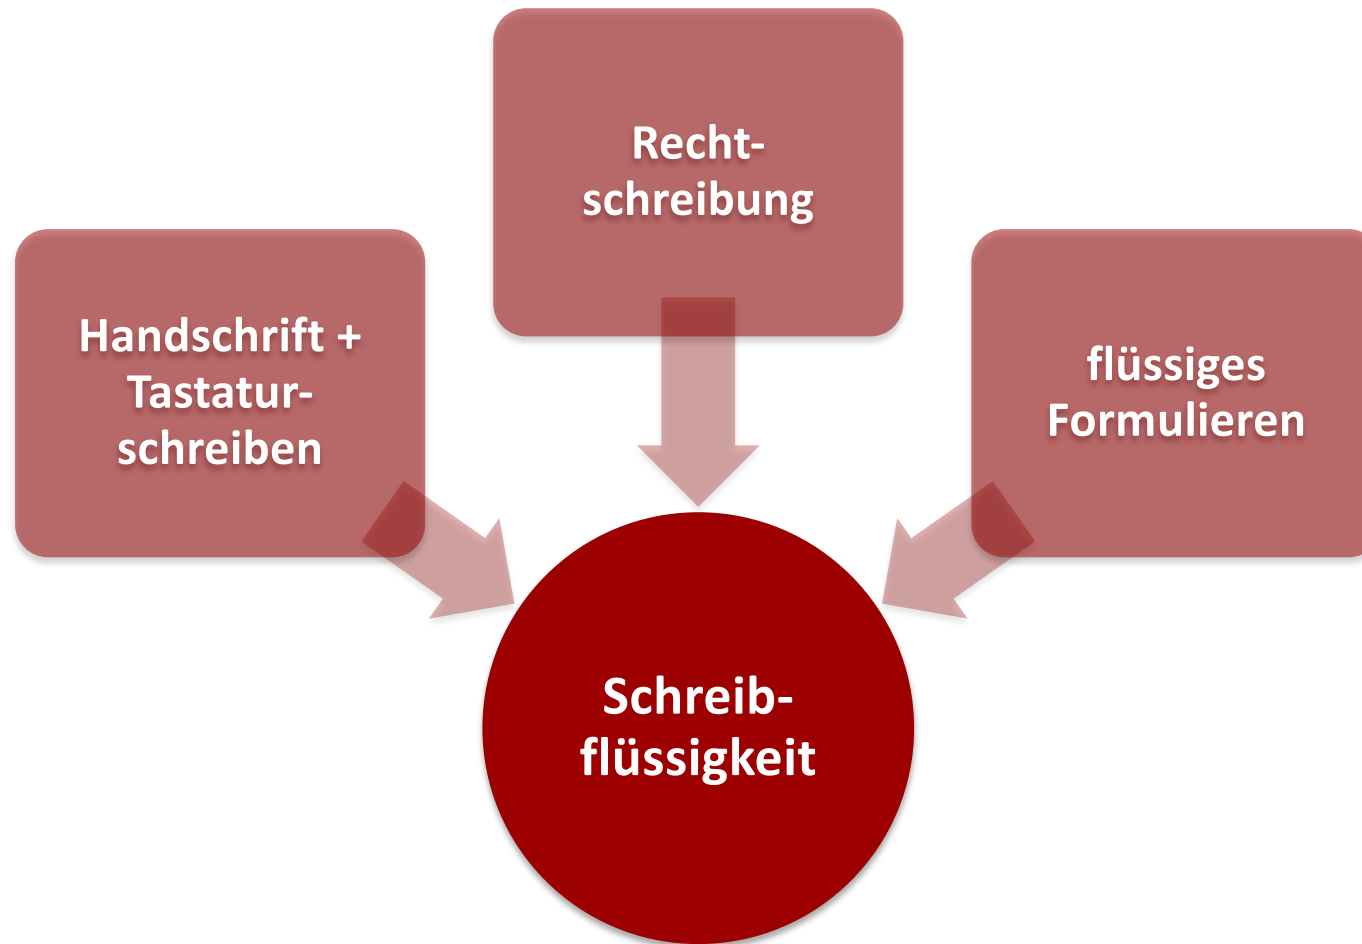 Recht-
schreibung
Handschrift +
Tastatur-
schreiben
flüssiges
Formulieren
Schreib-
flüssigkeit